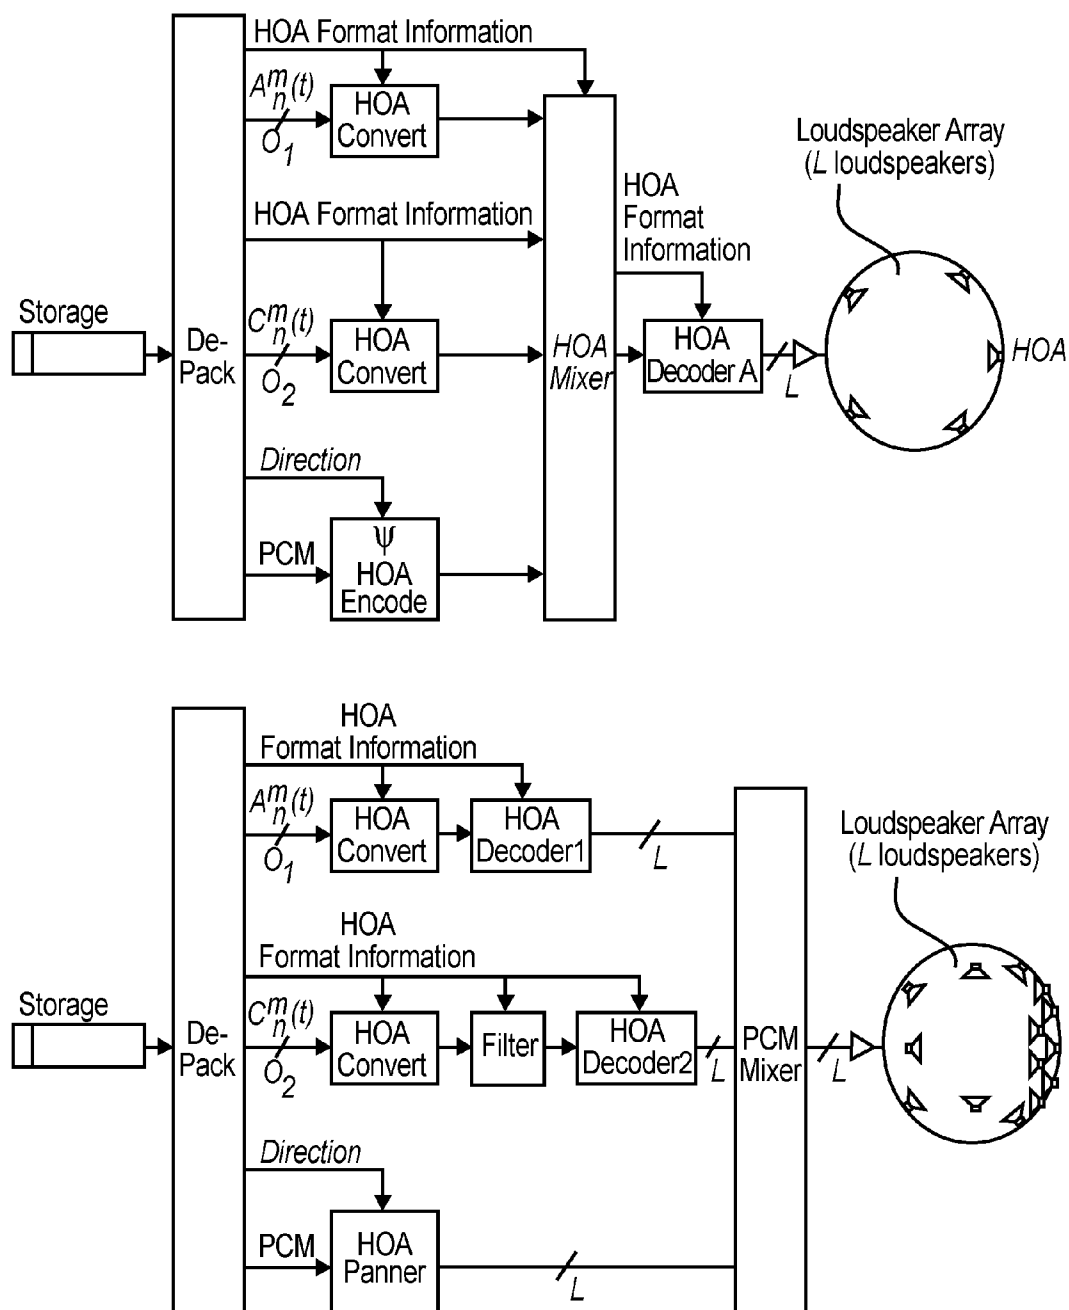 HOA Format Information
A^m_n(t)
O_1
HOA
Convert
Loudspeaker Array
(L loudspeakers)
HOA Format Information
HOA
Format
Information
Storage
De-
Pack
C^m_n(t)
O_2
HOA
Convert
HOA
Mixer
HOA
Decoder A
L
HOA
Direction
PCM
Ψ
HOA
Encode
HOA
Format Information
A^m_n(t)
O_1
HOA
Convert
HOA
Decoder1
L
Loudspeaker Array
(L loudspeakers)
HOA
Format Information
Storage
De-
Pack
C^m_n(t)
O_2
HOA
Convert
Filter
HOA
Decoder2
L
PCM
Mixer
L
Direction
PCM
HOA
Panner
L